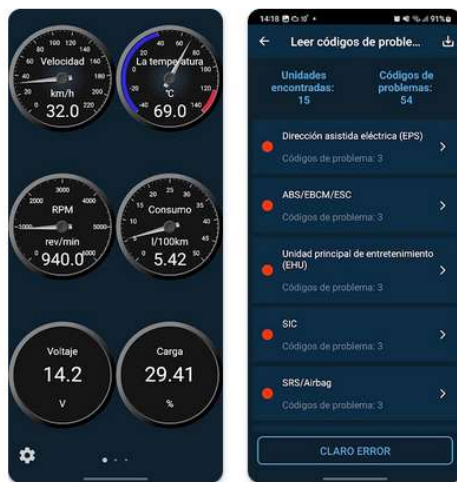 Velocidad
km/h
32.0
La temperatura
°C
69.0
RPM
rev/min
940.0
Consumo
l/100km
5.42
Voltaje
14.2
V
Carga
29.41
%
14:18
91%
Leer códigos de proble...
Unidades
encontradas:
15
Códigos de
problemas:
54
Dirección asistida eléctrica (EPS)
Códigos de problema: 3
ABS/EBCM/ESC
Códigos de problema: 3
Unidad principal de entretenimiento
(EHU)
Códigos de problema: 3
SIC
Códigos de problema: 3
SRS/Airbag
Códigos de problema: 3
CLARO ERROR